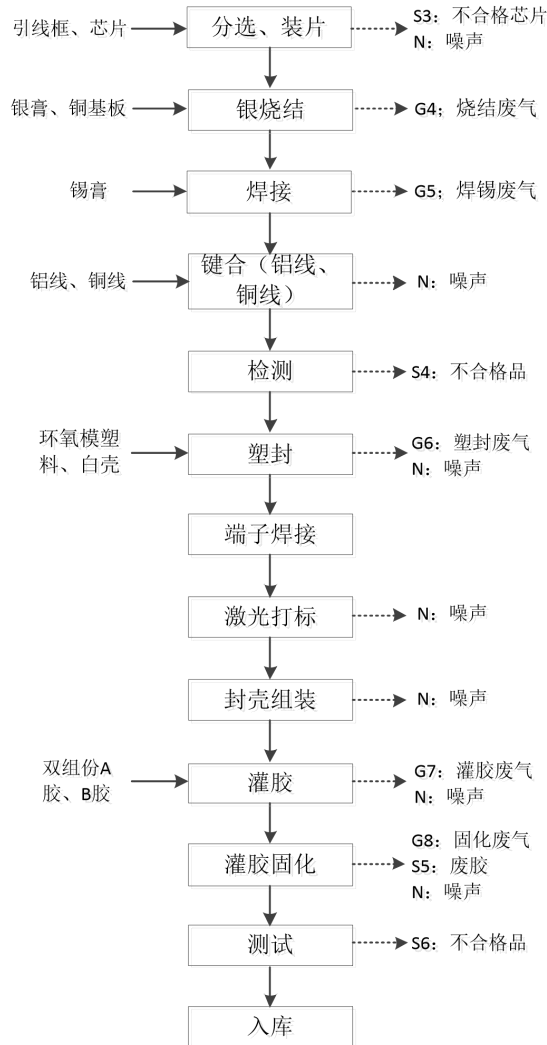 引线框、芯片
分选、装片
S3：不合格芯片
N：噪声
银膏、铜基板
银烧结
G4；烧结废气
锡膏
焊接
G5；焊锡废气
铝线、铜线
键合（铝线、
铜线）
N：噪声
检测
S4：不合格品
环氧模塑
料、白壳
塑封
G6：塑封废气
N：噪声
端子焊接
激光打标
N：噪声
封壳组装
N：噪声
双组份A
胶、B胶
灌胶
G7：灌胶废气
N：噪声
灌胶固化
G8：固化废气
S5：废胶
N：噪声
测试
S6：不合格品
入库